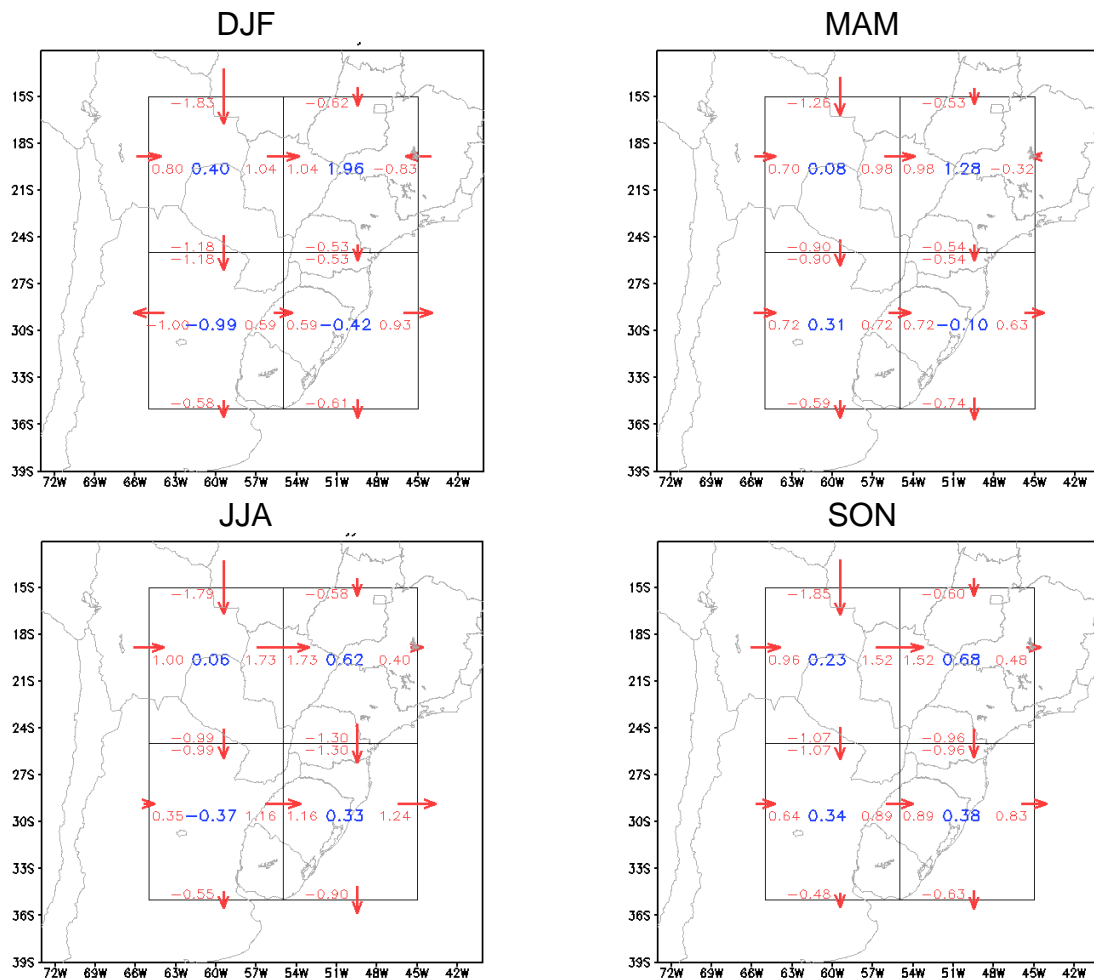 DJF MAM
15S 15S
18S 18S
21S 21S
24S 24S
27S 27S
30S 30S
33S 33S
36S 36S
39S 39S
−1.83 −0.62 −1.26 −0.53
0.80 0.40 1.04 1.04 1.96 −0.83 0.70 0.08 0.98 0.98 1.28 −0.32
−1.18 −0.53 −0.90 −0.54
−1.18 −0.53 −0.90 −0.54
−1.00 −0.99 0.59 0.59 −0.42 0.93 0.72 0.31 0.72 0.72 −0.10 0.63
−0.58 −0.61 −0.59 −0.74
72W 69W 66W 63W 60W 57W 54W 51W 48W 45W 42W 72W 69W 66W 63W 60W 57W 54W 51W 48W 45W 42W
JJA SON
15S 15S
18S 18S
21S 21S
24S 24S
27S 27S
30S 30S
33S 33S
36S 36S
39S 39S
−1.79 −0.58 −1.85 −0.60
1.00 0.06 1.73 1.73 0.62 0.40 0.96 0.23 1.52 1.52 0.68 0.48
−0.99 −1.30 −1.07 −0.96
−0.99 −1.30 −1.07 −0.96
0.35 −0.37 1.16 1.16 0.33 1.24 0.64 0.34 0.89 0.89 0.38 0.83
−0.55 −0.90 −0.48 −0.63
72W 69W 66W 63W 60W 57W 54W 51W 48W 45W 42W 72W 69W 66W 63W 60W 57W 54W 51W 48W 45W 42W